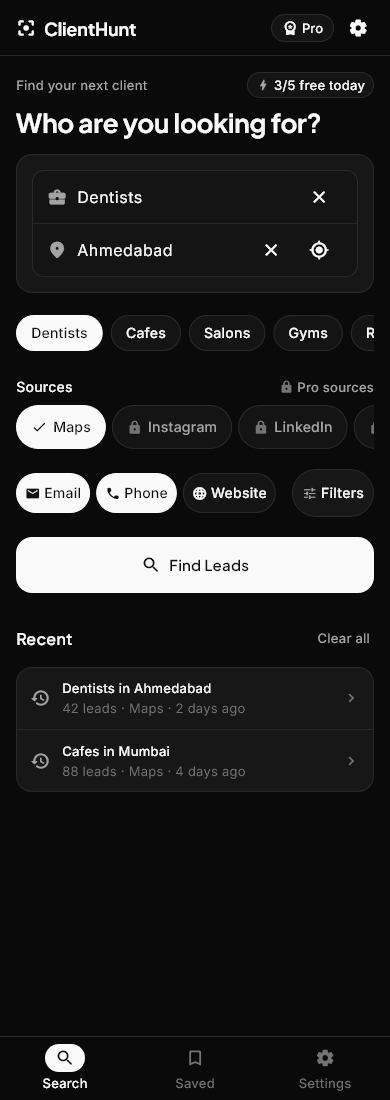 ClientHunt
Pro
Find your next client
3/5 free today
Who are you looking for?
Dentists
Ahmedabad
Dentists Cafes Salons Gyms R
Sources
Pro sources
Maps Instagram LinkedIn
Email Phone Website Filters
Find Leads
Recent
Clear all
Dentists in Ahmedabad
42 leads · Maps · 2 days ago
Cafes in Mumbai
88 leads · Maps · 4 days ago
Search Saved Settings